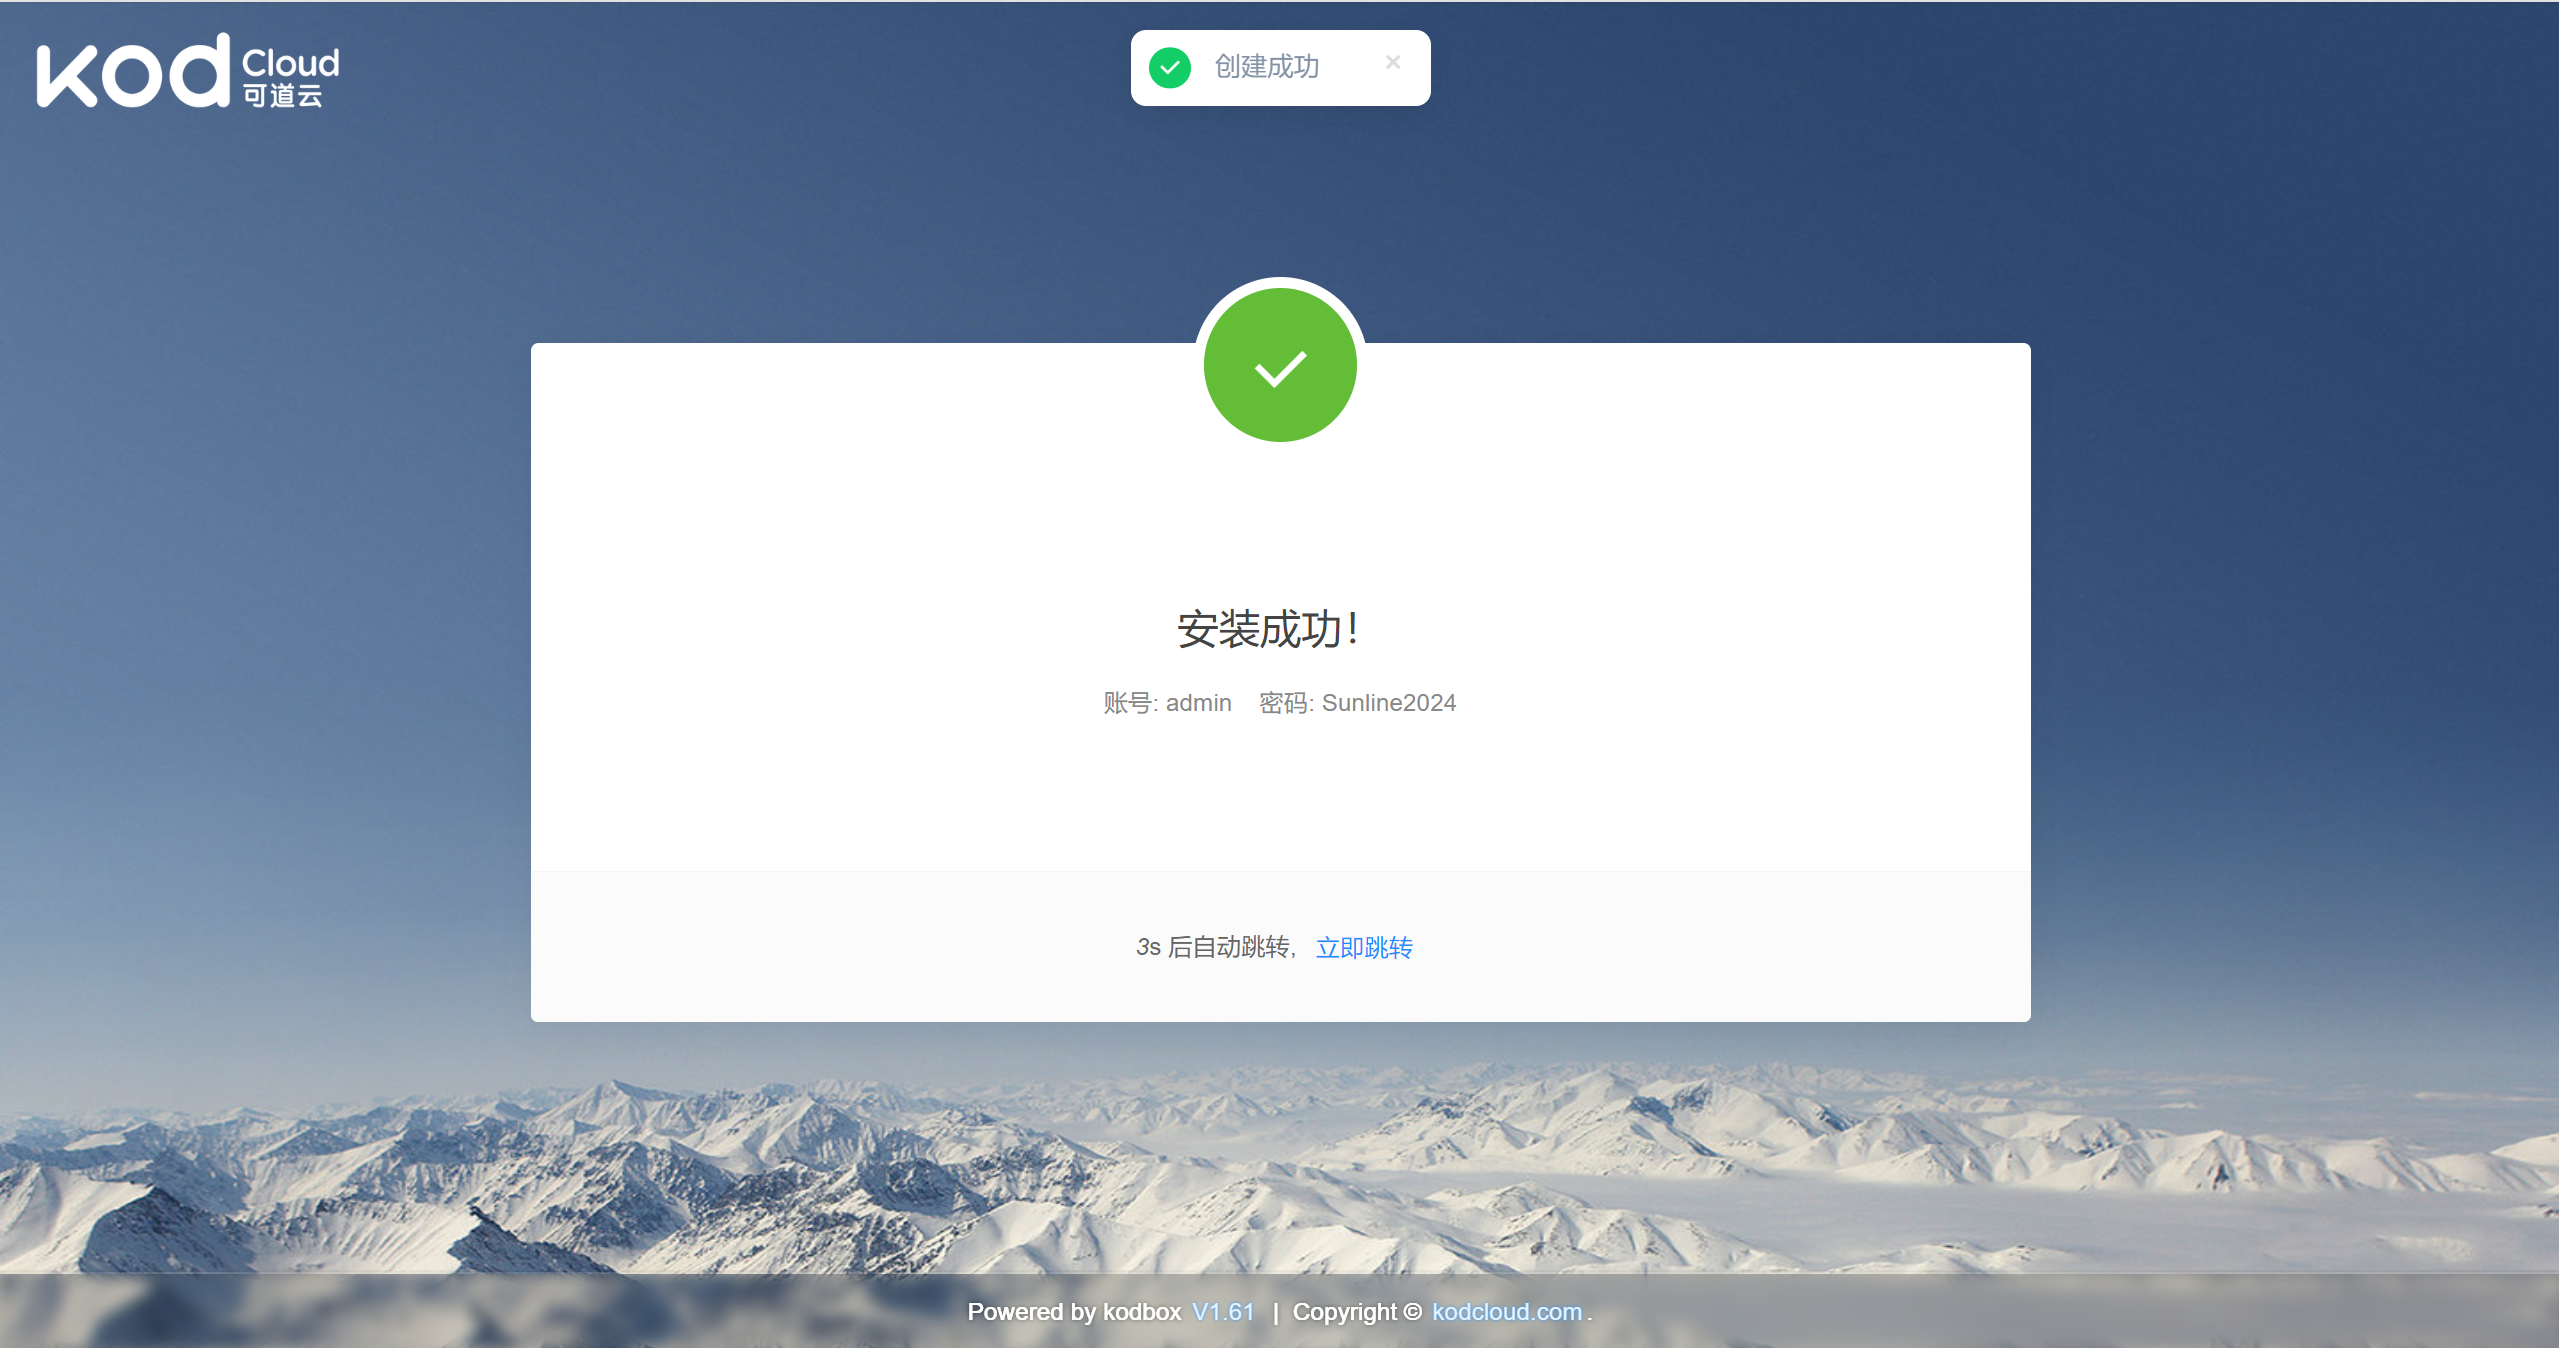 kod Cloud
可道云
创建成功 ×
安装成功！
账号: admin 密码: Sunline2024
3s 后自动跳转, 立即跳转
Powered by kodbox V1.61 | Copyright © kodcloud.com.